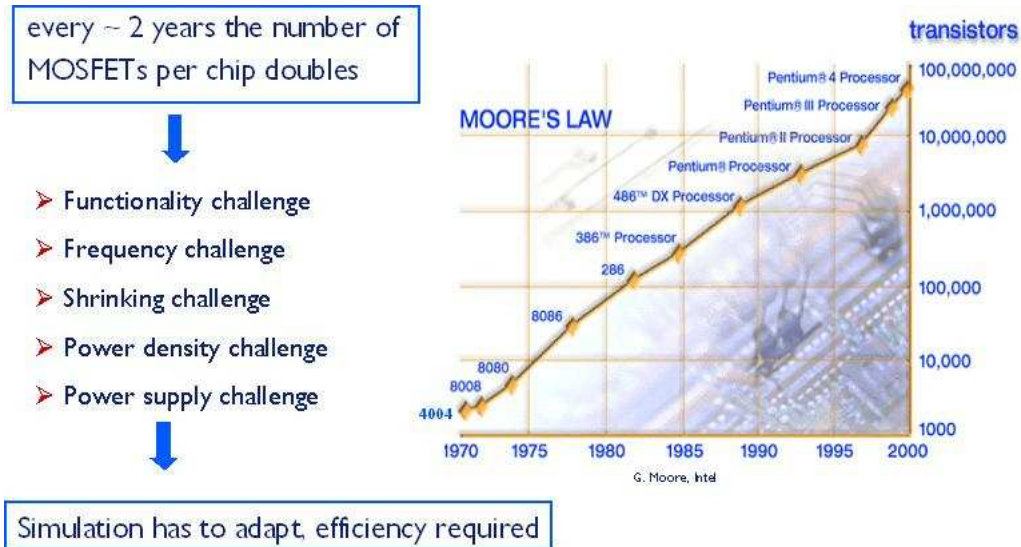 every ~ 2 years the number of
MOSFETs per chip doubles
➤ Functionality challenge
➤ Frequency challenge
➤ Shrinking challenge
➤ Power density challenge
➤ Power supply challenge
Simulation has to adapt, efficiency required
transistors
MOORE'S LAW
Pentium® 4 Processor
100,000,000
Pentium® III Processor
Pentium® II Processor
10,000,000
Pentium® Processor
486™ DX Processor
1,000,000
386™ Processor
286
100,000
8086
8080
10,000
8008
4004
1000
1970 1975 1980 1985 1990 1995 2000
G. Moore, Intel